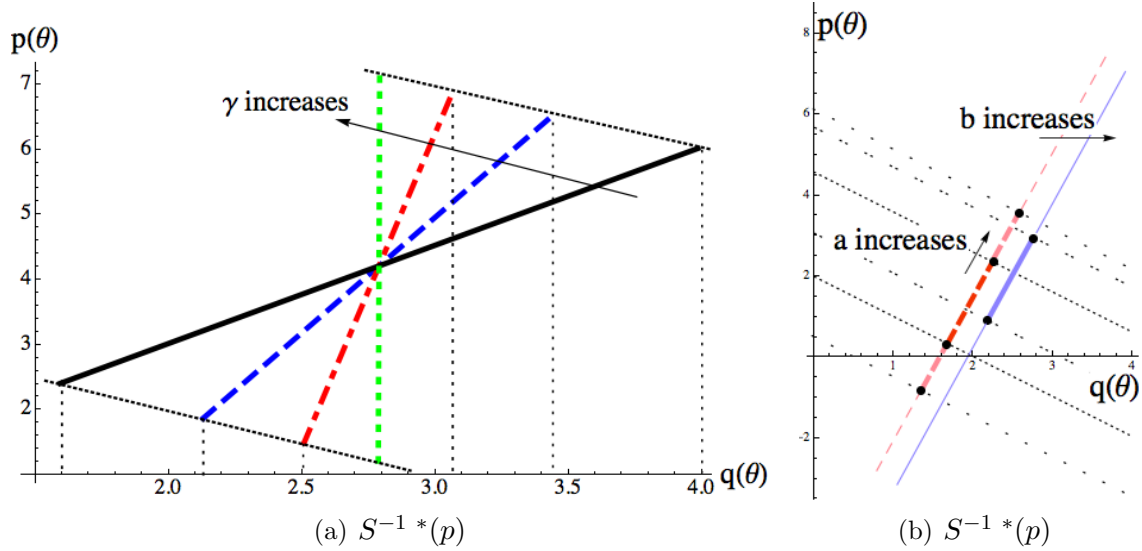 p(θ)
7
6
5
4
3
2
γ increases
2.0
2.5
3.0
3.5
4.0
q(θ)
(a) S⁻¹ *(p)
p(θ)
8
6
4
2
-2
b increases
a increases
1
2
3
4
q(θ)
(b) S⁻¹ *(p)